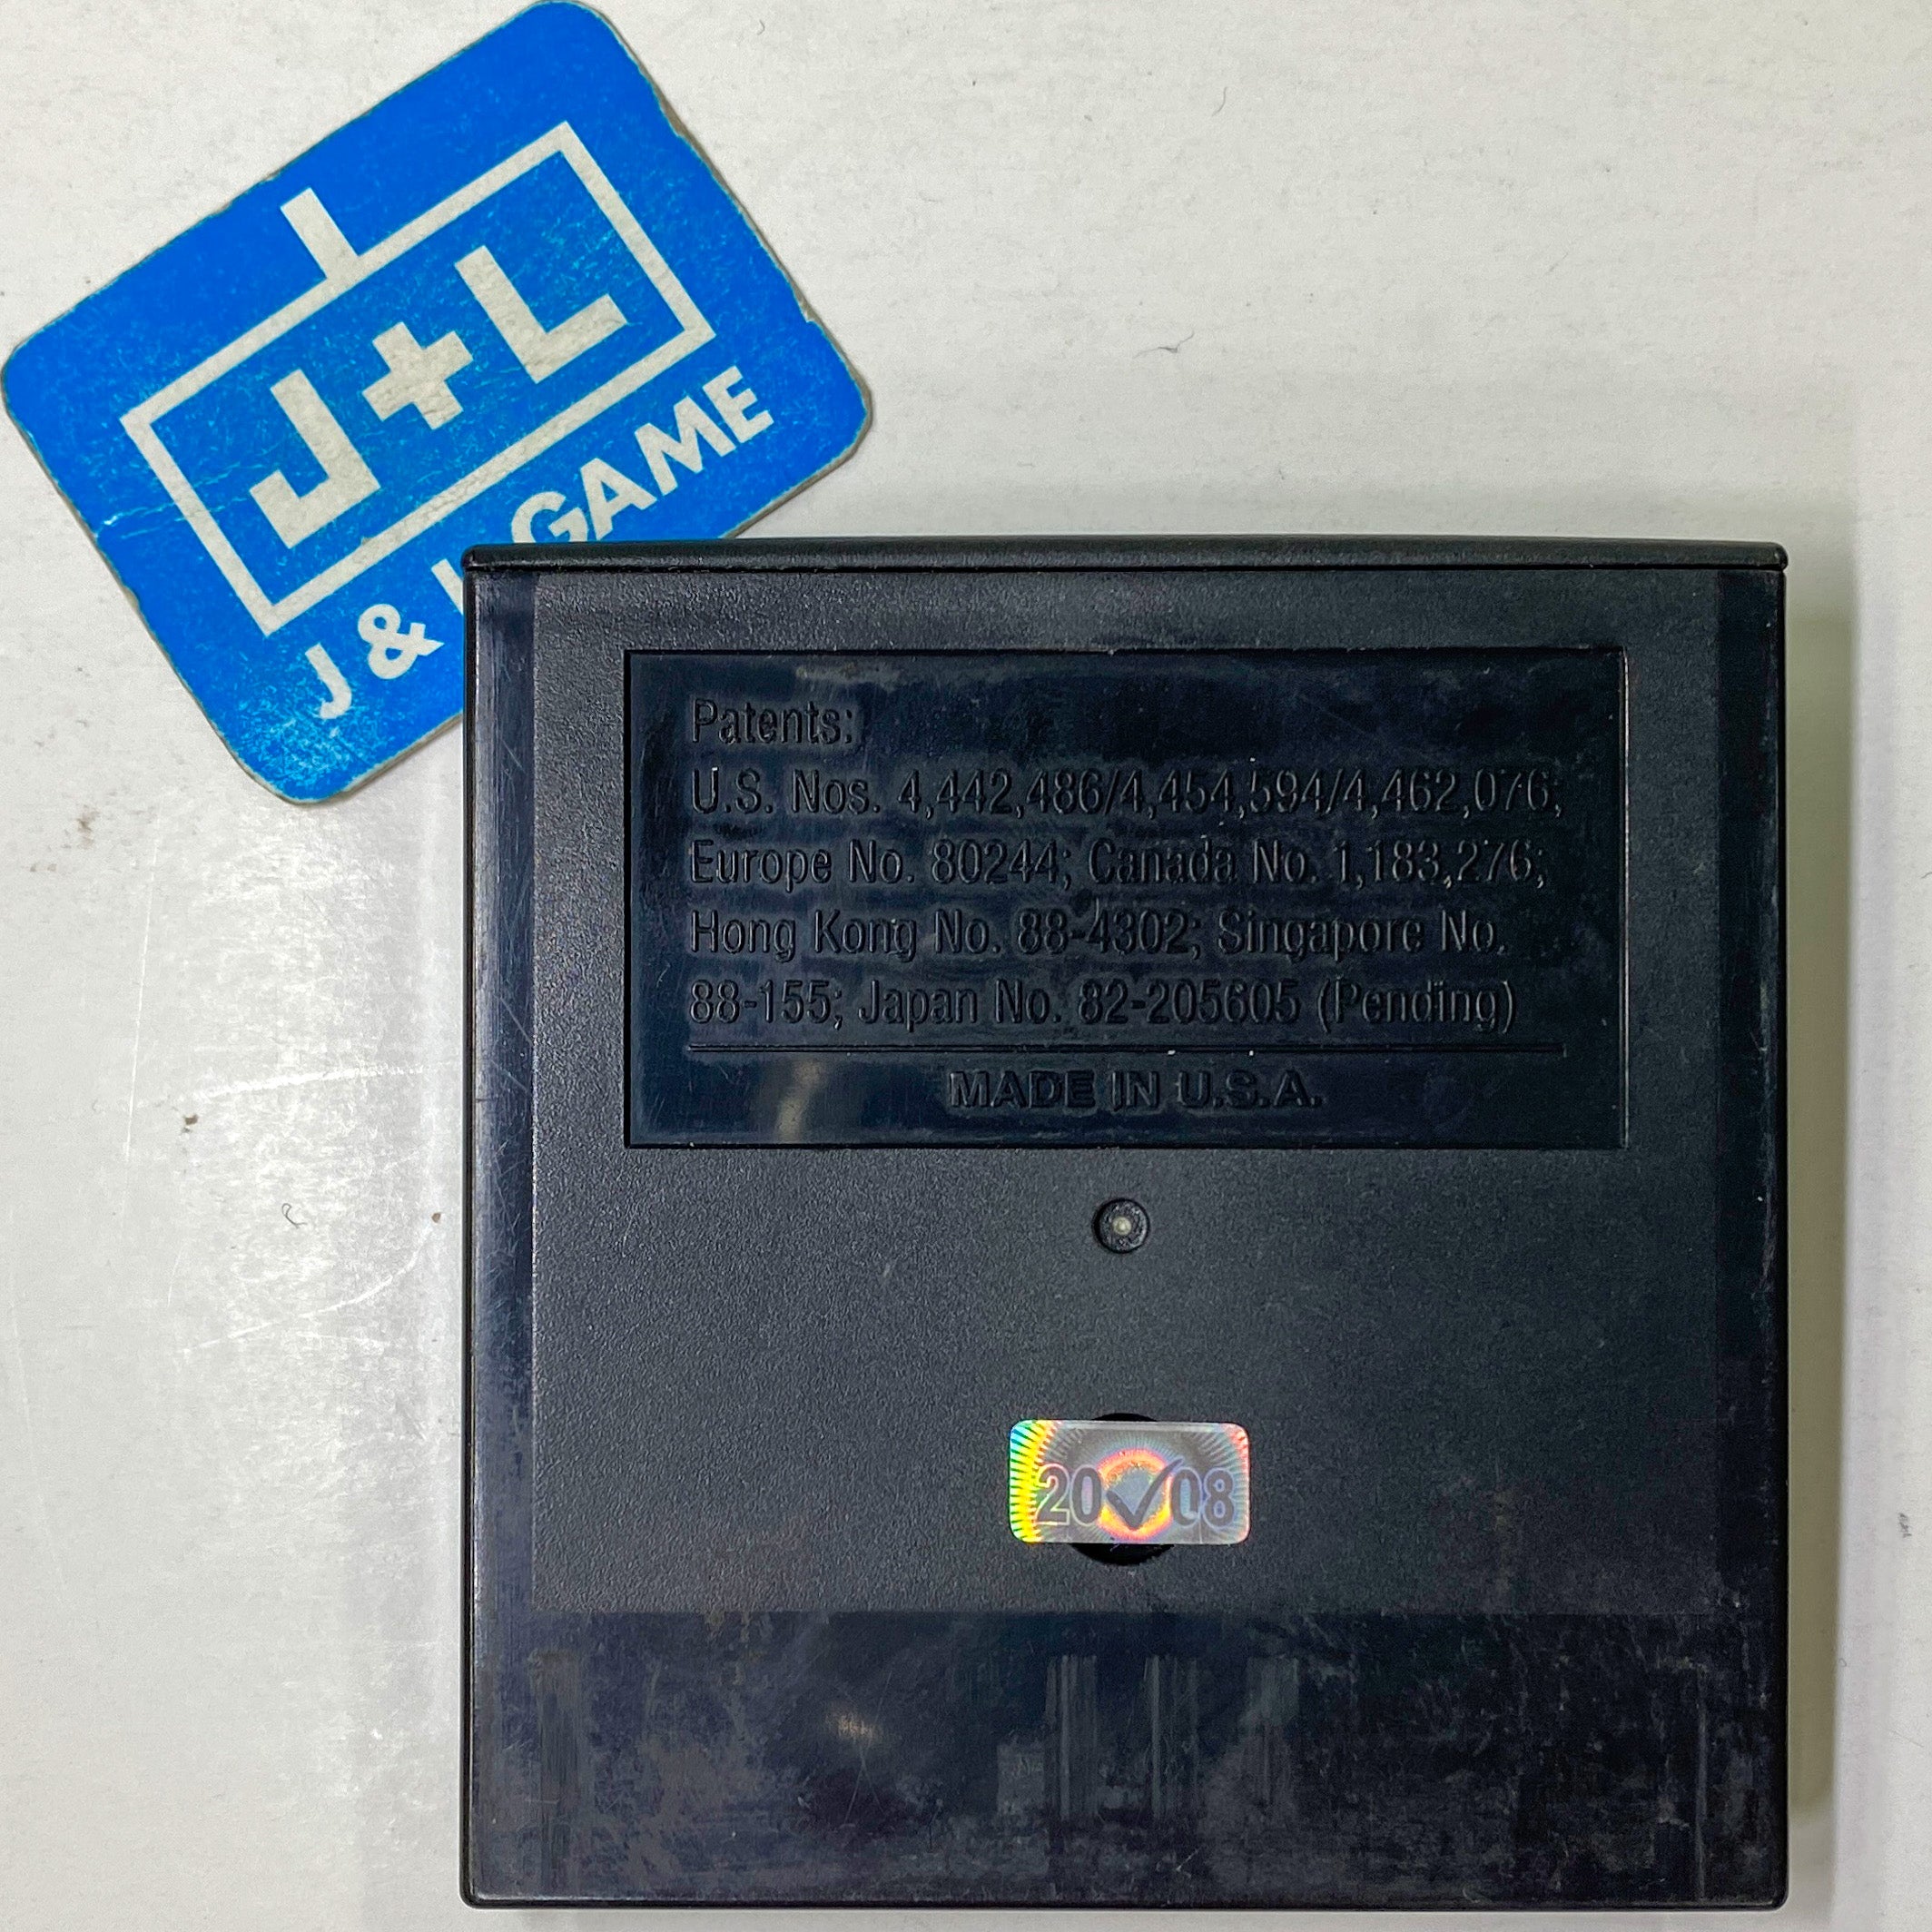 J+L
J & L GAME
Patents:
U.S. Nos. 4,442,486/4,454,594/4,462,076;
Europe No. 80244; Canada No. 1,183,276;
Hong Kong No. 88-4302; Singapore No.
88-155; Japan No. 82-205605 (Pending)
MADE IN U.S.A.
20 08